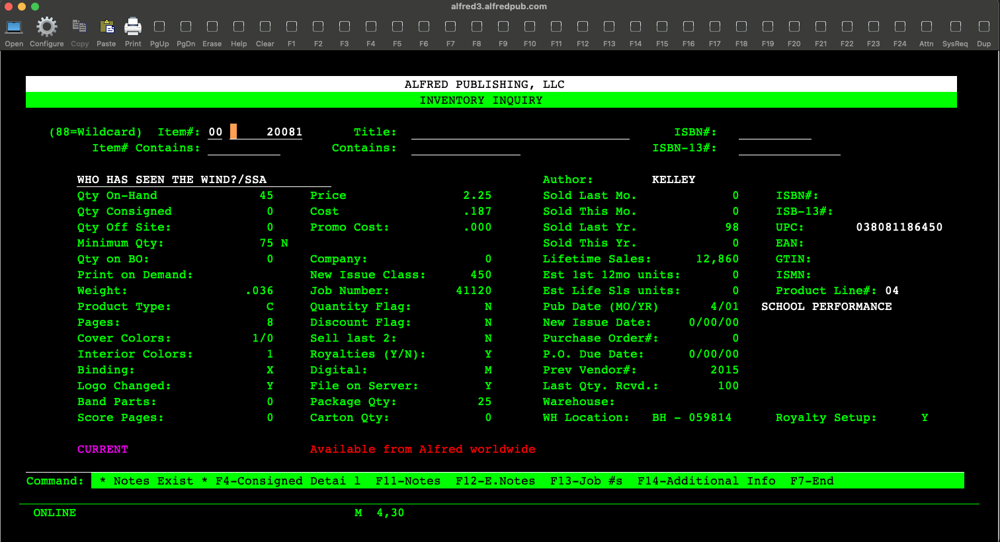 alfred3.alfredpub.com
Open Configure Copy Paste Print PgUp PgDn Erase Help Clear F1 F2 F3 F4 F5 F6 F7 F8 F9 F10 F11 F12 F13 F14 F15 F16 F17 F18 F19 F20 F21 F22 F23 F24 Attn SysReq Dup
ALFRED PUBLISHING, LLC
INVENTORY INQUIRY
(88=Wildcard) Item#: 00 20081 Title: ISBN#:
Item# Contains: Contains: ISBN-13#:
WHO HAS SEEN THE WIND?/SSA Author: KELLEY
Qty On-Hand 45 Price 2.25 Sold Last Mo. 0 ISBN#:
Qty Consigned 0 Cost .187 Sold This Mo. 0 ISB-13#:
Qty Off Site: 0 Promo Cost: .000 Sold Last Yr. 98 UPC: 038081186450
Minimum Qty: 75 N Sold This Yr. 0 EAN:
Qty on BO: 0 Company: 0 Lifetime Sales: 12,860 GTIN:
Print on Demand: New Issue Class: 450 Est 1st 12mo units: 0 ISMN:
Weight: .036 Job Number: 41120 Est Life Sls units: 0 Product Line#: 04
Product Type: C Quantity Flag: N Pub Date (MO/YR) 4/01 SCHOOL PERFORMANCE
Pages: 8 Discount Flag: N New Issue Date: 0/00/00
Cover Colors: 1/0 Sell last 2: N Purchase Order#: 0
Interior Colors: 1 Royalties (Y/N): Y P.O. Due Date: 0/00/00
Binding: X Digital: M Prev Vendor#: 2015
Logo Changed: Y File on Server: Y Last Qty. Rcvd.: 100
Band Parts: 0 Package Qty: 25 Warehouse:
Score Pages: 0 Carton Qty: 0 WH Location: BH - 059814 Royalty Setup: Y
CURRENT Available from Alfred worldwide
Command: * Notes Exist * F4-Consigned Detai l F11-Notes F12-E.Notes F13-Job #s F14-Additional Info F7-End
ONLINE M 4,30